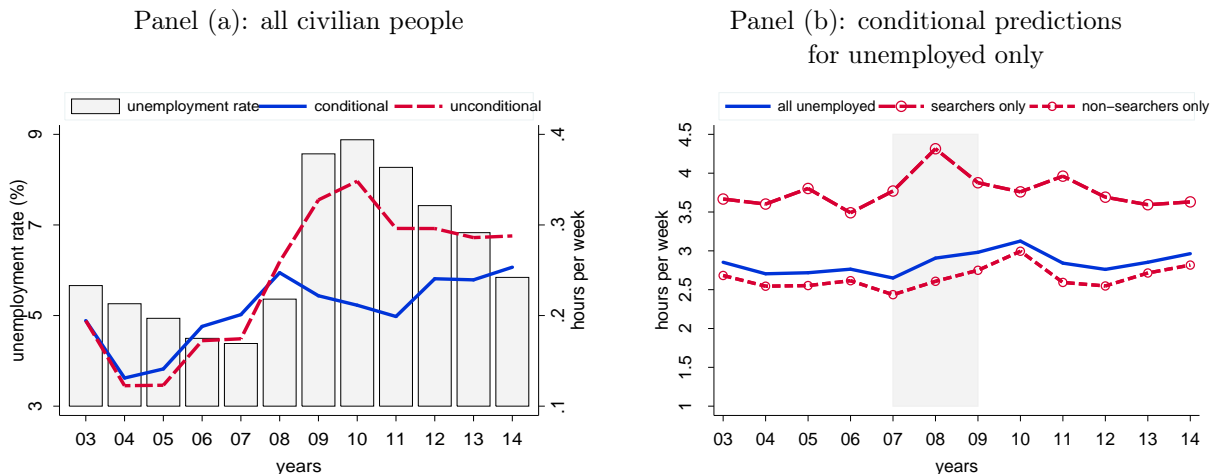 Panel (a): all civilian people
unemployment rate conditional unconditional
9
7
5
3
unemployment rate (%)
.4
.3
.2
.1
hours per week
03 04 05 06 07 08 09 10 11 12 13 14
years
Panel (b): conditional predictions
for unemployed only
all unemployed searchers only non−searchers only
4.5
4
3.5
3
2.5
2
1.5
1
hours per week
03 04 05 06 07 08 09 10 11 12 13 14
years